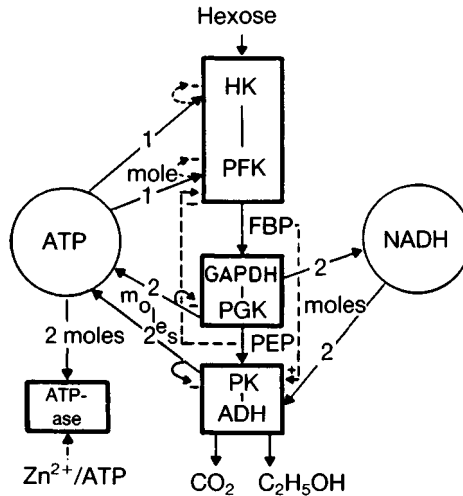 Hexose
HK
1
mole
1
PFK
ATP
FBP
NADH
GAPDH
2
2
moles
PGK
moles
2
2 moles
PEP
2
PK
ADH
ATP-
ase
Zn²⁺/ATP
CO₂
C₂H₅OH